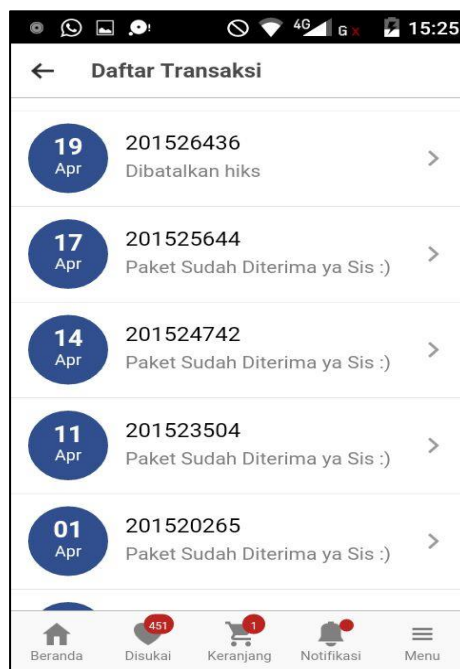 4G
G x
15:25
Daftar Transaksi
19
Apr
201526436
Dibatalkan hiks
17
Apr
201525644
Paket Sudah Diterima ya Sis :)
14
Apr
201524742
Paket Sudah Diterima ya Sis :)
11
Apr
201523504
Paket Sudah Diterima ya Sis :)
01
Apr
201520265
Paket Sudah Diterima ya Sis :)
451
1
Beranda
Disukai
Keranjang
Notifikasi
Menu